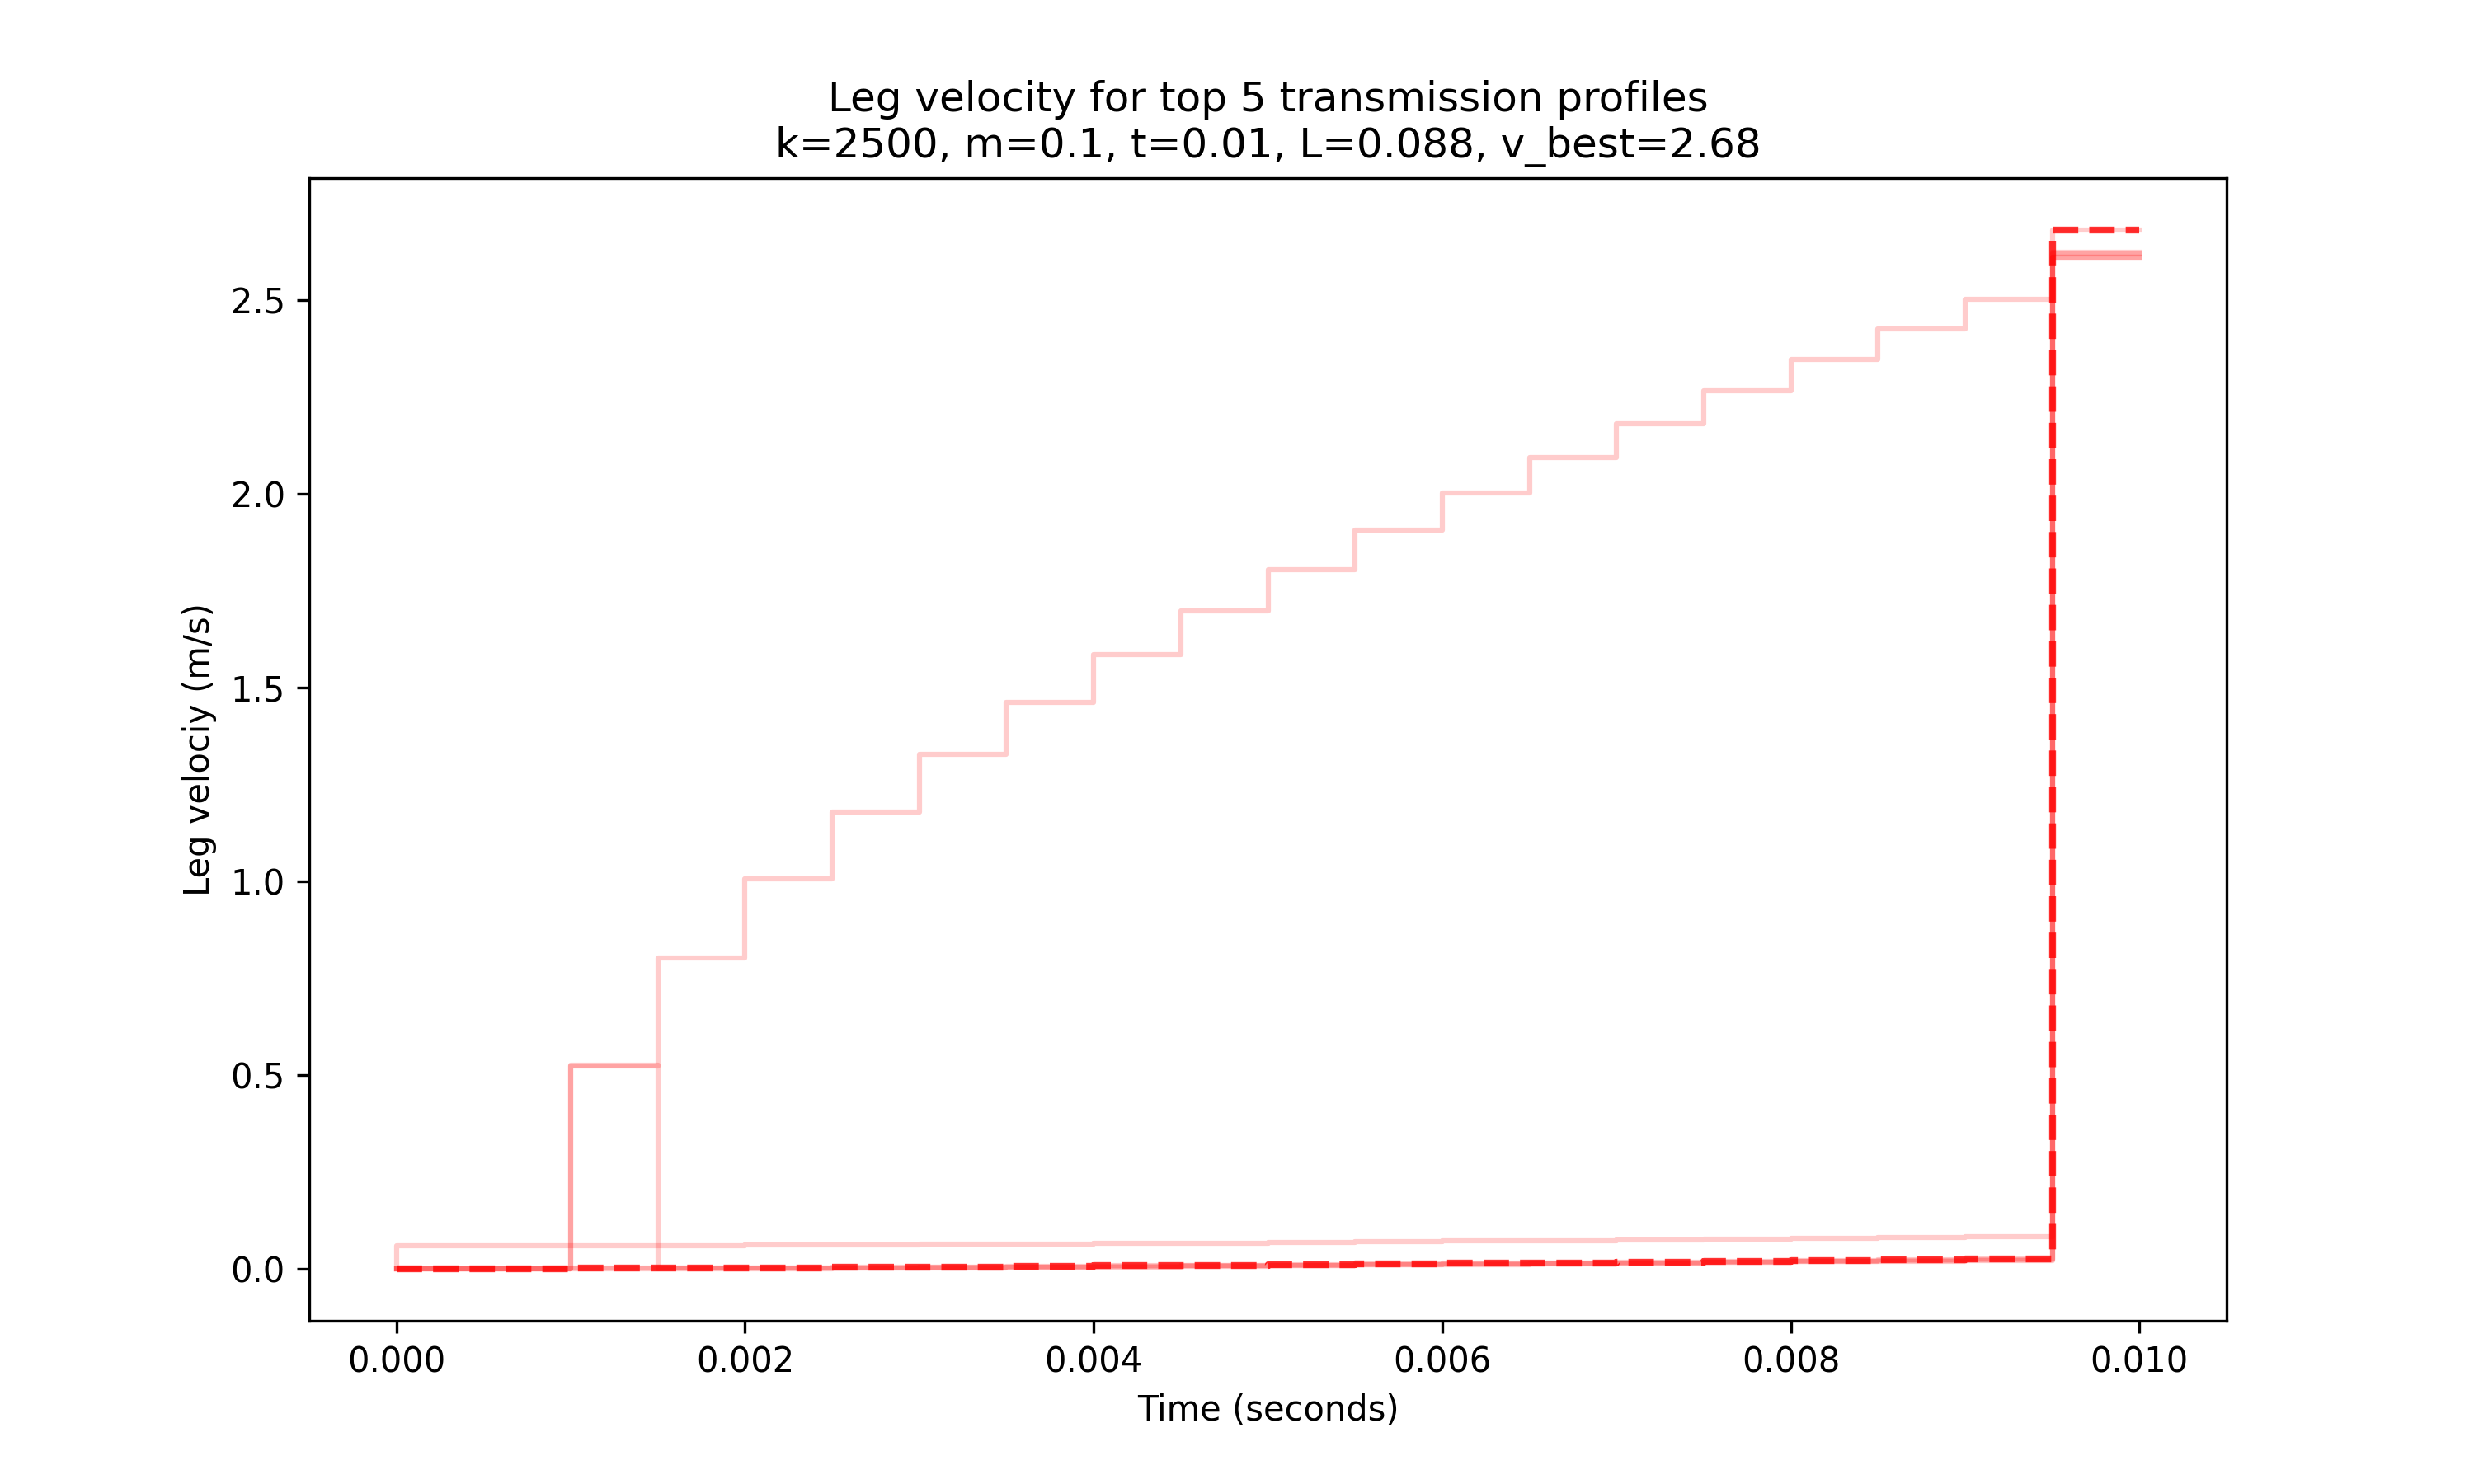 Leg velocity for top 5 transmission profiles
k=2500, m=0.1, t=0.01, L=0.088, v_best=2.68
Leg velociy (m/s)
2.5
2.0
1.5
1.0
0.5
0.0
0.000 0.002 0.004 0.006 0.008 0.010
Time (seconds)